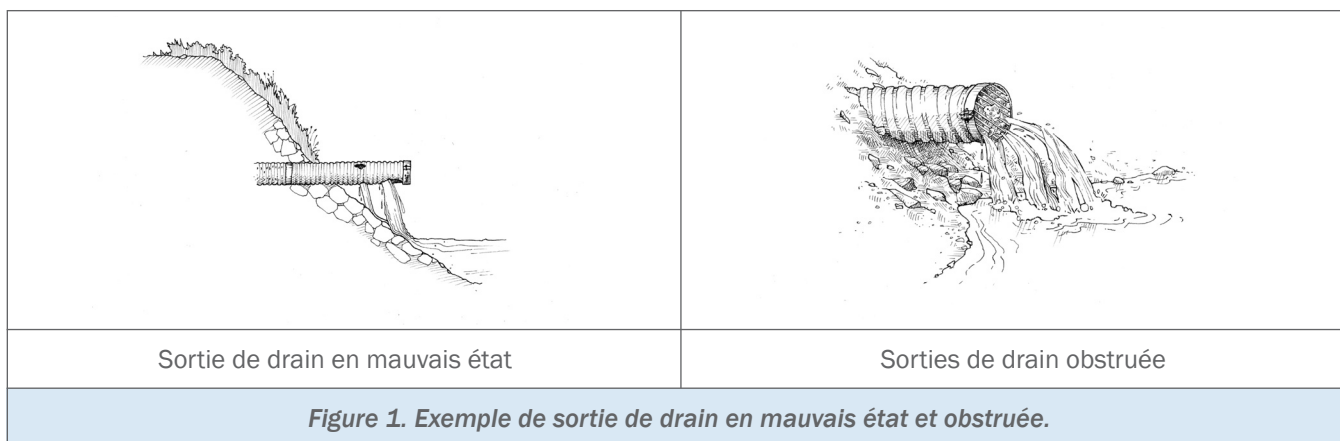 Sortie de drain en mauvais état
Sorties de drain obstruée
Figure 1. Exemple de sortie de drain en mauvais état et obstruée.